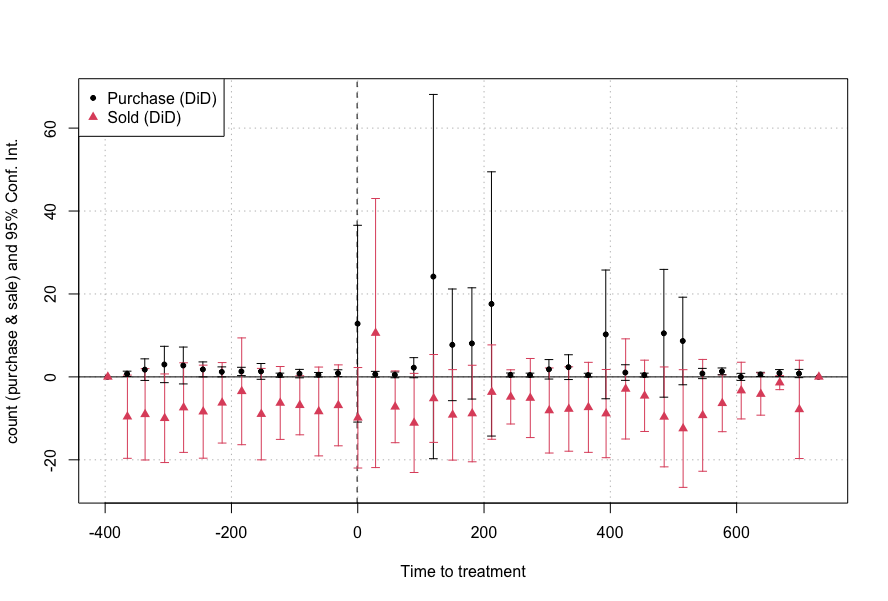 Purchase (DiD)
Sold (DiD)
count (purchase & sale) and 95% Conf. Int.
60
40
20
0
-20
-400
-200
0
200
400
600
Time to treatment